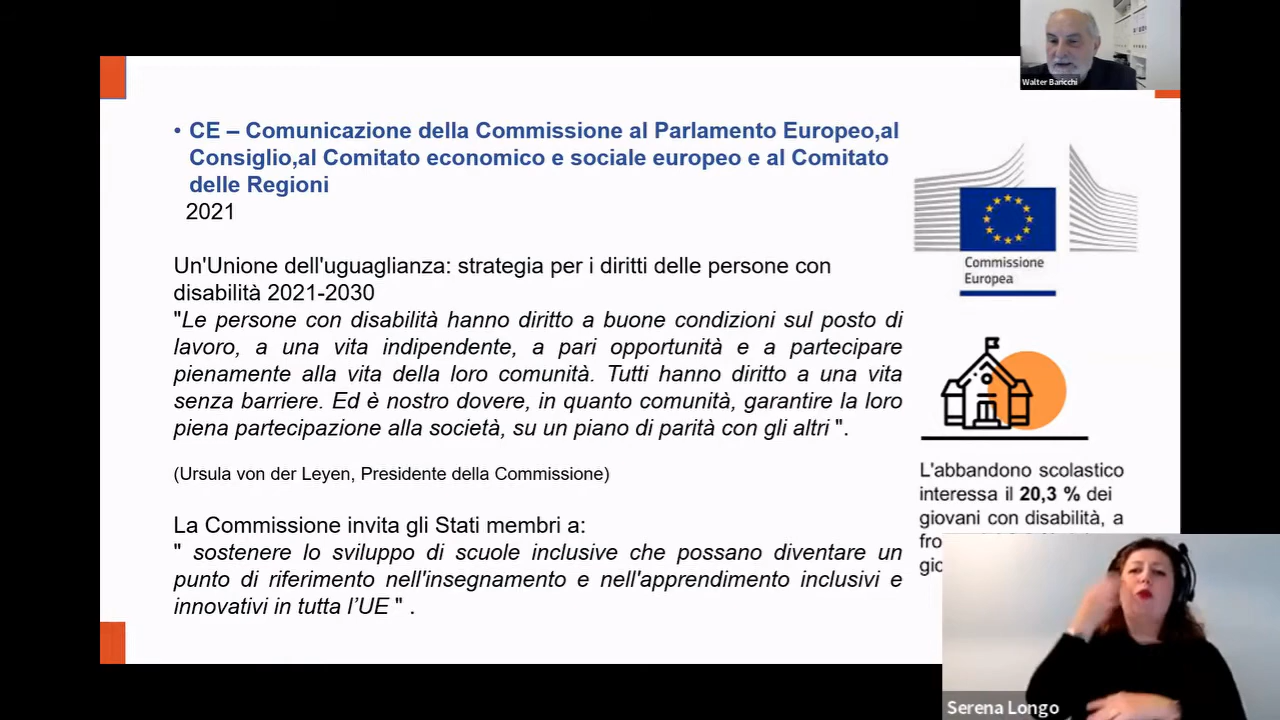 Walter Baricchi
• CE – Comunicazione della Commissione al Parlamento Europeo,al
Consiglio,al Comitato economico e sociale europeo e al Comitato
delle Regioni
2021
Un'Unione dell'uguaglianza: strategia per i diritti delle persone con
disabilità 2021-2030
"Le persone con disabilità hanno diritto a buone condizioni sul posto di
lavoro, a una vita indipendente, a pari opportunità e a partecipare
pienamente alla vita della loro comunità. Tutti hanno diritto a una vita
senza barriere. Ed è nostro dovere, in quanto comunità, garantire la loro
piena partecipazione alla società, su un piano di parità con gli altri ".
(Ursula von der Leyen, Presidente della Commissione)
La Commissione invita gli Stati membri a:
" sostenere lo sviluppo di scuole inclusive che possano diventare un
punto di riferimento nell'insegnamento e nell'apprendimento inclusivi e
innovativi in tutta l’UE " .
Commissione
Europea
L'abbandono scolastico
interessa il 20,3 % dei
giovani con disabilità, a
Serena Longo